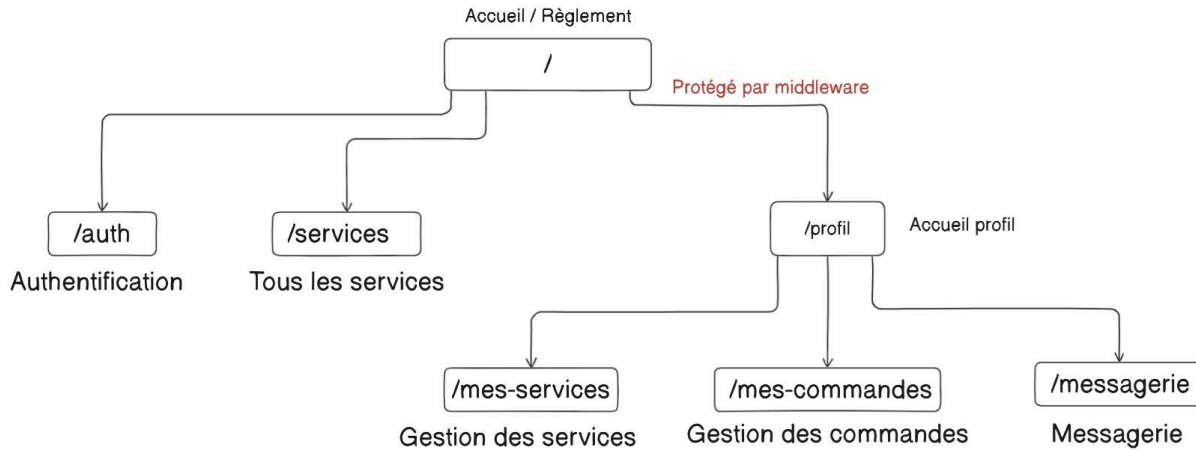 Accueil / Règlement
/
Protégé par middleware
/auth
/services
/profil
Accueil profil
Authentification
Tous les services
/mes-services
/mes-commandes
/messagerie
Gestion des services
Gestion des commandes
Messagerie